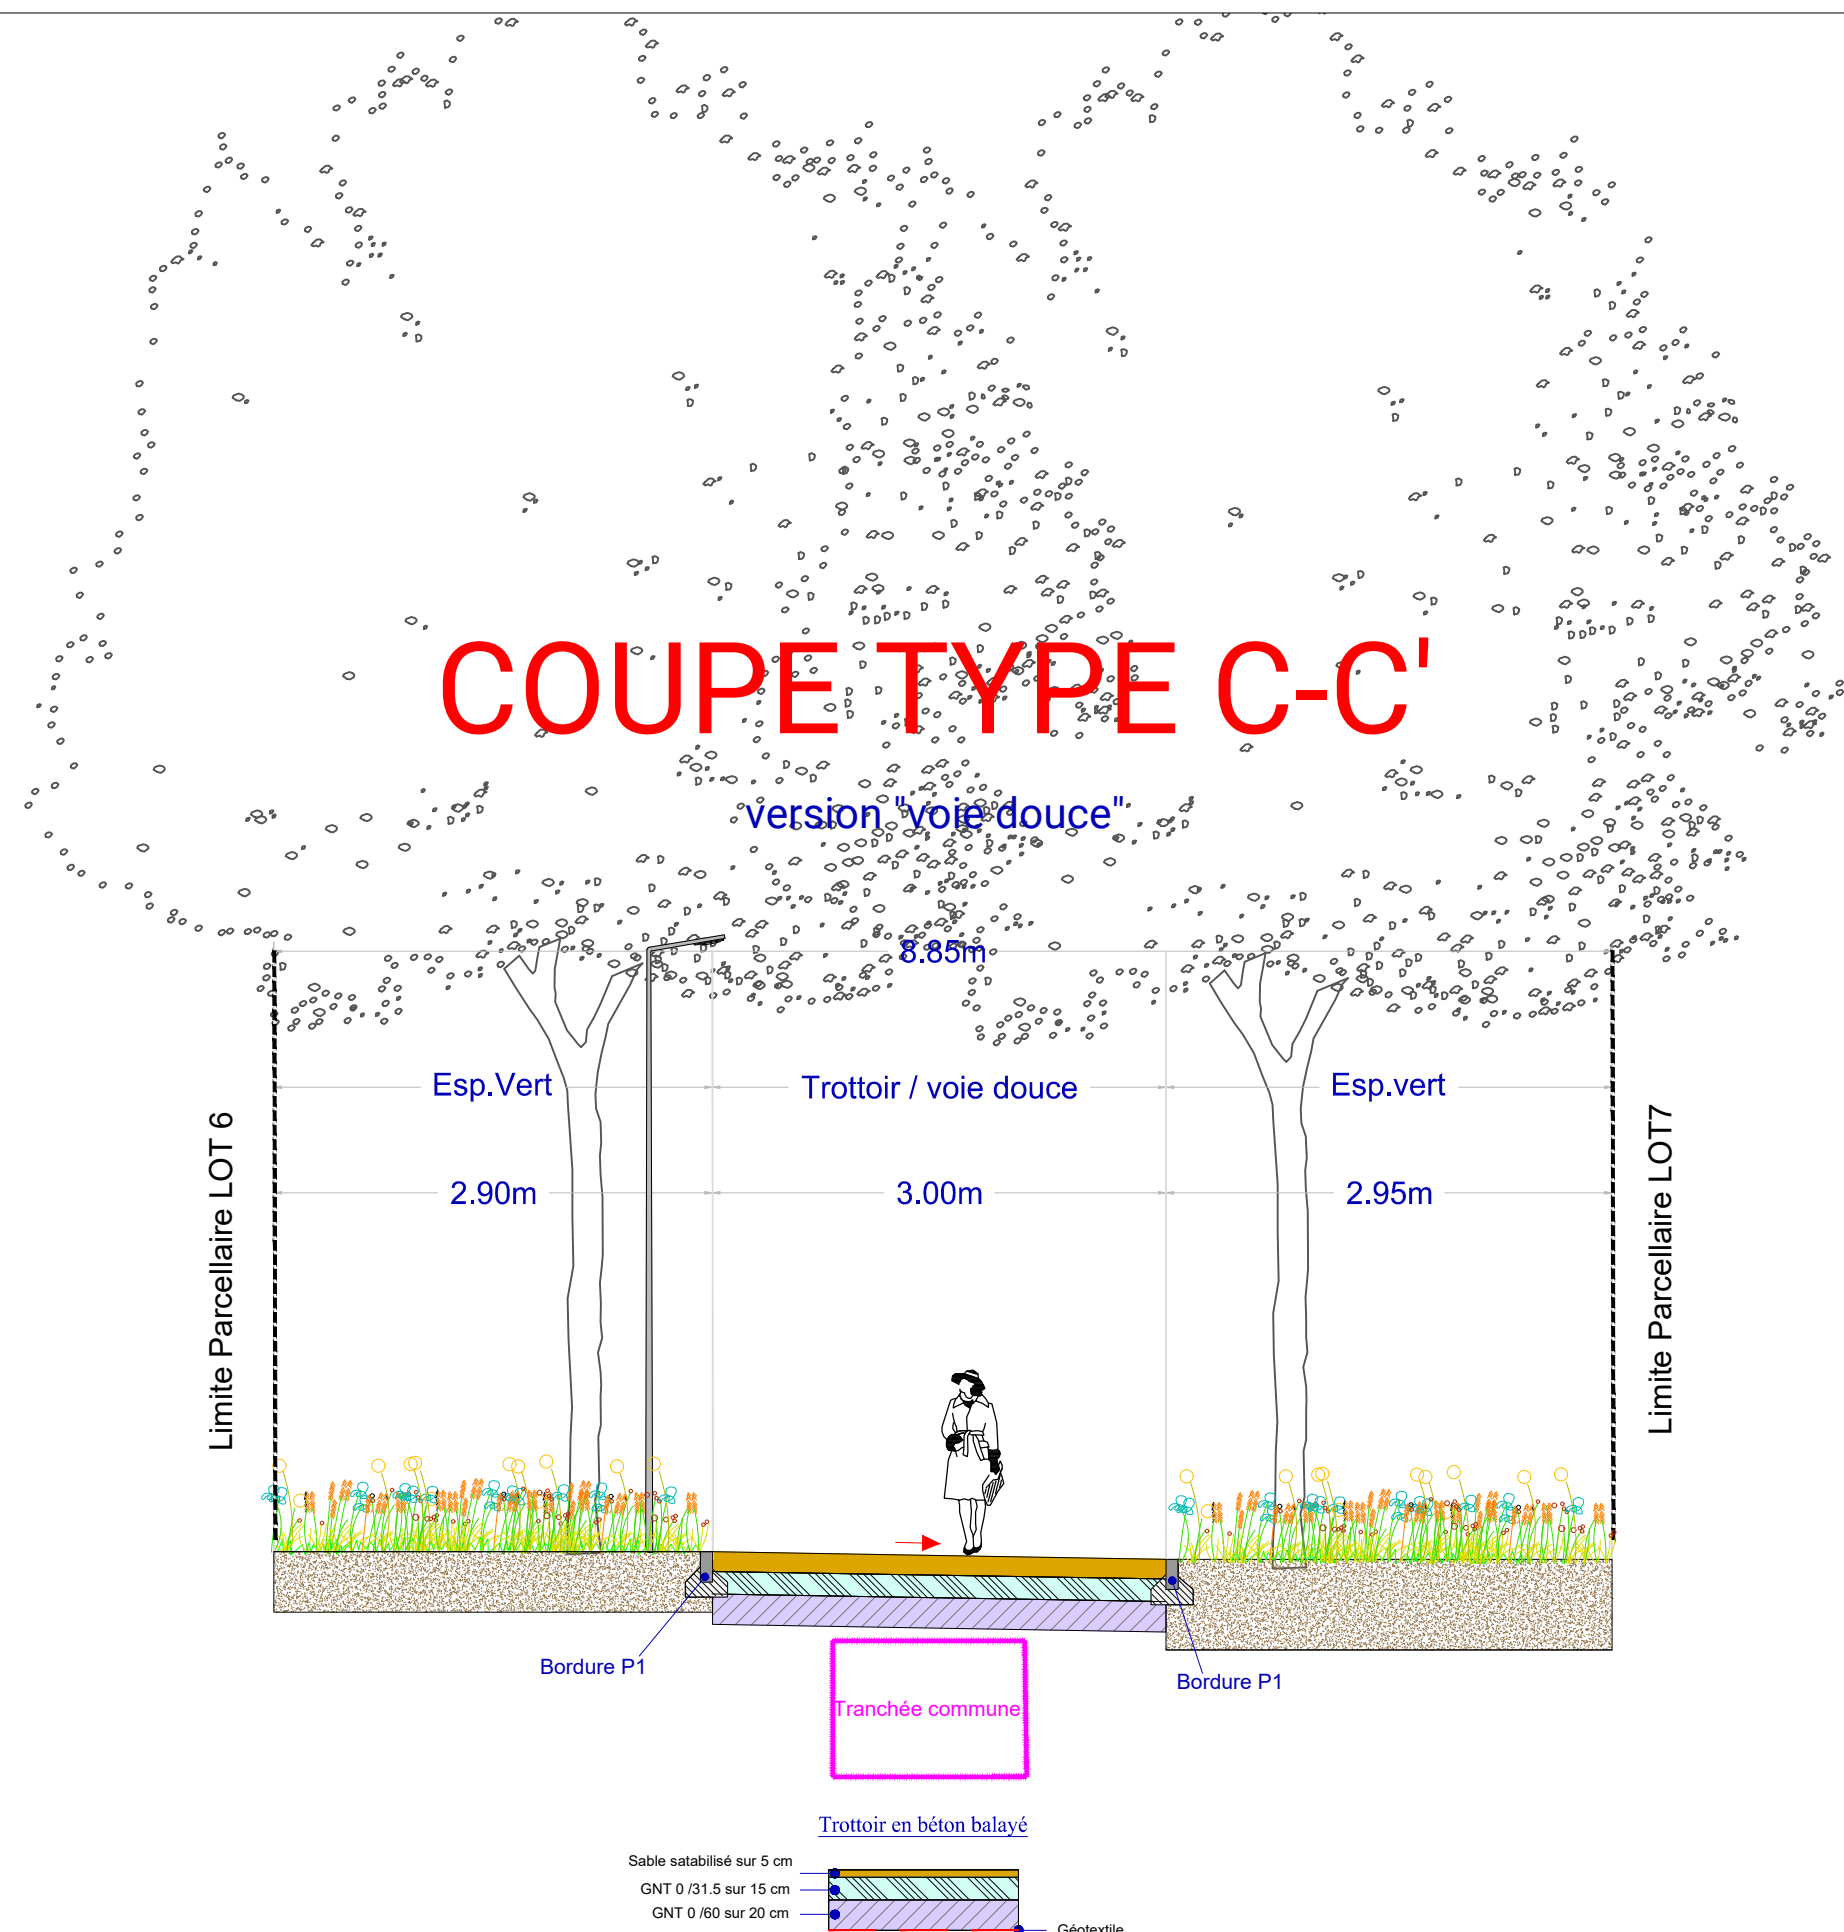 COUPE TYPE C-C'
version "voie douce"
8.85m
Esp.Vert
Trottoir / voie douce
Esp.vert
Limite Parcellaire LOT 6
2.90m
3.00m
2.95m
Limite Parcellaire LOT7
Bordure P1
Bordure P1
Tranchée commune
Trottoir en béton balayé
Sable satabilisé sur 5 cm
GNT 0 /31.5 sur 15 cm
GNT 0 /60 sur 20 cm
Géotextile